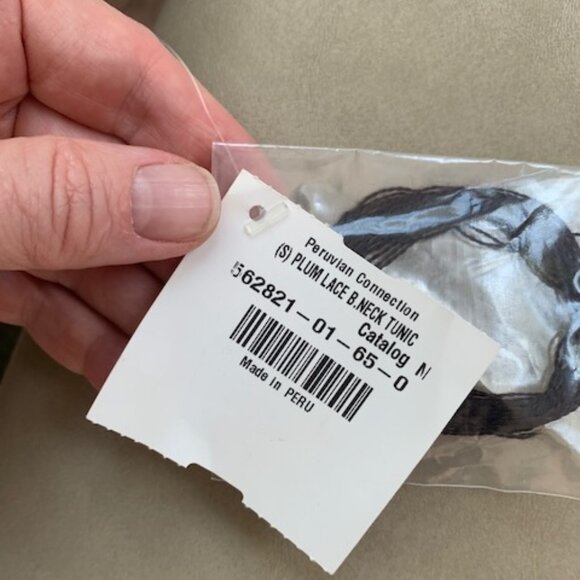 Peruvian Connection
(S) PLUM LACE B.NECK TUNIC
Catalog N
562821-01-65-0
Made in PERU